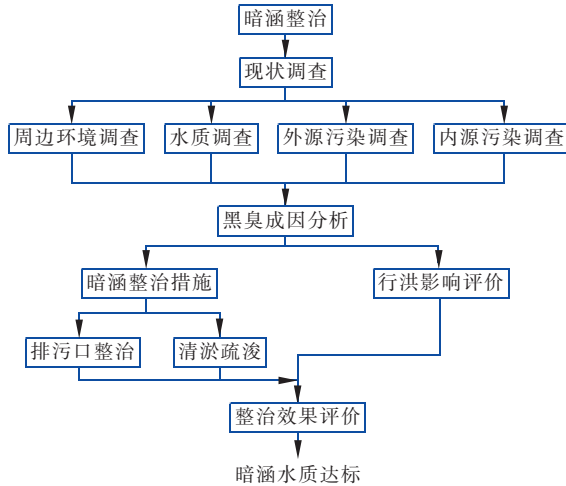 暗涵整治
现状调查
周边环境调查
水质调查
外源污染调查
内源污染调查
黑臭成因分析
暗涵整治措施
行洪影响评价
排污口整治
清淤疏浚
整治效果评价
暗涵水质达标